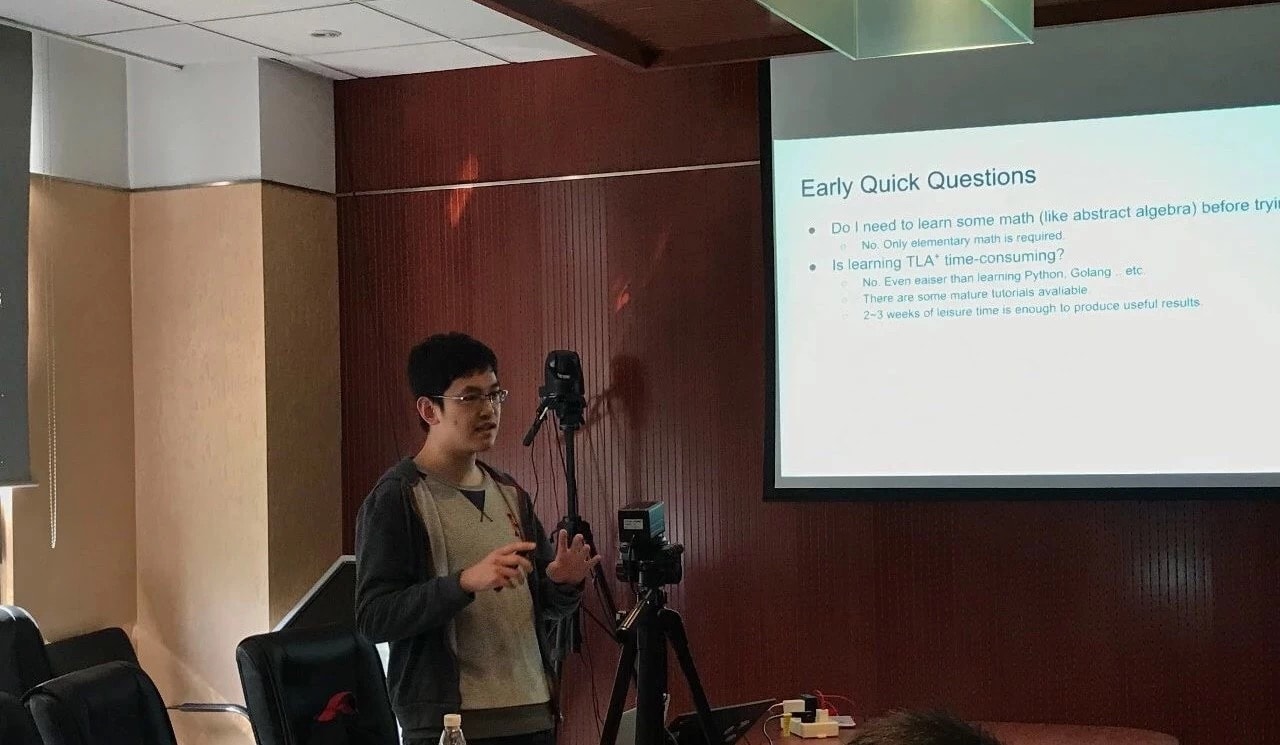 Early Quick Questions
Do I need to learn some math (like abstract algebra) before tryin
No. Only elementary math is required.
Is learning TLA⁺ time-consuming?
No. Even eaiser than learning Python, Golang... etc.
There are some mature tutorials avaliable.
2~3 weeks of leisure time is enough to produce useful results.